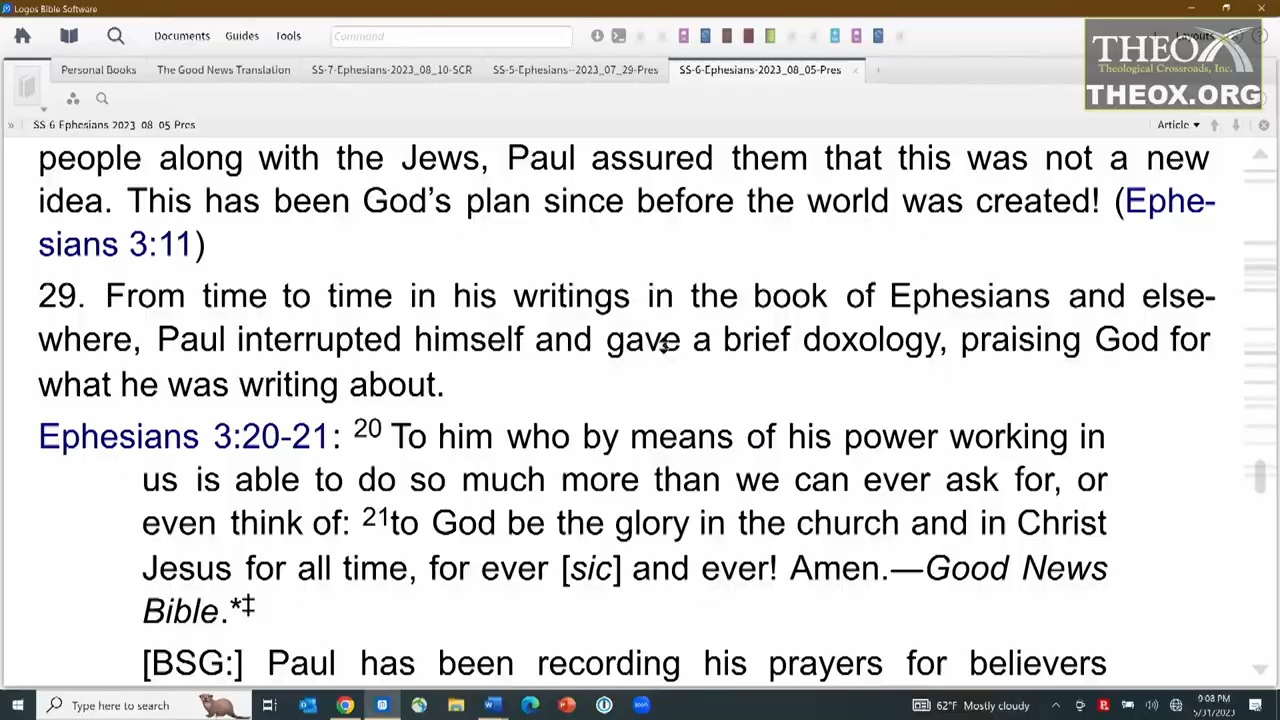 Logos Bible Software
Documents Guides Tools Command Layouts
THEOX
Theological Crossroads, Inc.
THEOX.ORG
Personal Books The Good News Translation SS-5-Ephesians--2023_07_29-Pres SS-6-Ephesians-2023_08_05-Pres
SS-6-Ephesians-2023_08_05-Pres Article
people along with the Jews, Paul assured them that this was not a new
idea. This has been God's plan since before the world was created! (Ephe-
sians 3:11)
29. From time to time in his writings in the book of Ephesians and else-
where, Paul interrupted himself and gave a brief doxology, praising God for
what he was writing about.
Ephesians 3:20-21: 20 To him who by means of his power working in
us is able to do so much more than we can ever ask for, or
even think of: 21to God be the glory in the church and in Christ
Jesus for all time, for ever [sic] and ever! Amen.—Good News
Bible.*‡
[BSG:] Paul has been recording his prayers for believers
Type here to search 62°F Mostly cloudy 9:08 PM
5/31/2023